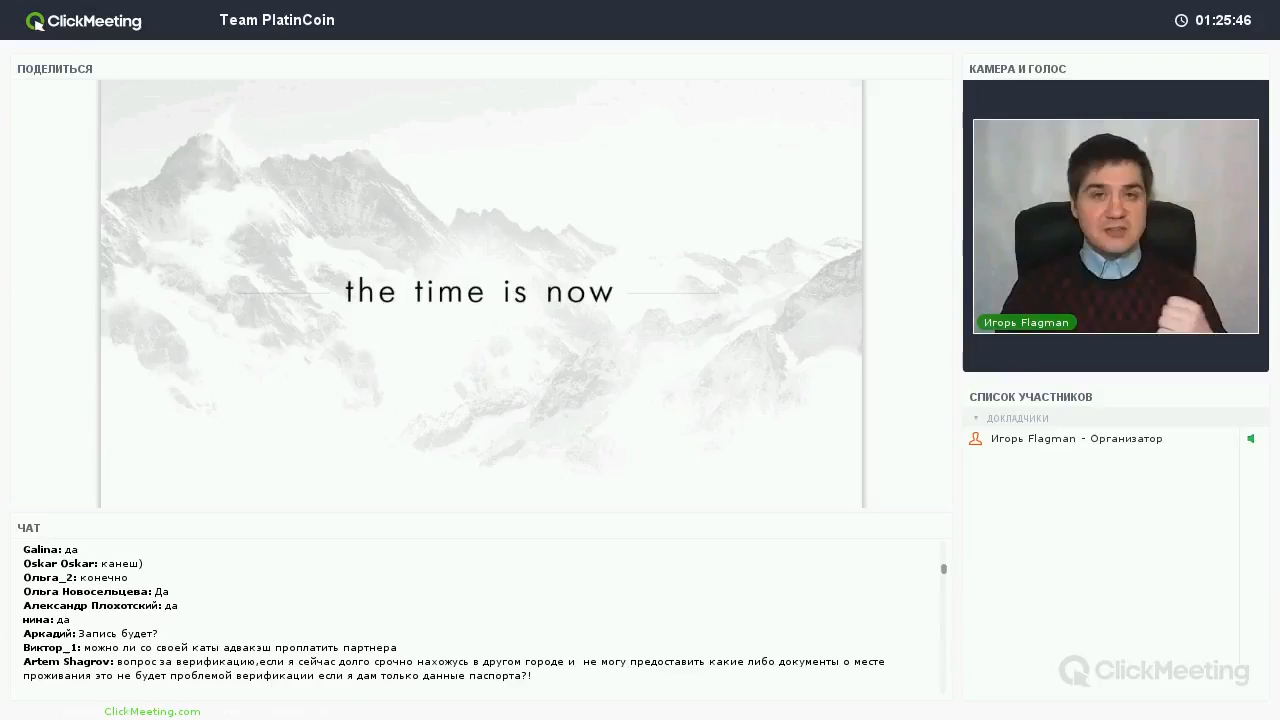 ClickMeeting
Team PlatinCoin
01:25:46
ПОДЕЛИТЬСЯ
the time is now
КАМЕРА И ГОЛОС
Игорь Flagman
СПИСОК УЧАСТНИКОВ
ДОКЛАДЧИКИ
Игорь Flagman - Организатор
ЧАТ
Galina: да
Oskar Oskar: канеш)
Ольга_2: конечно
Ольга Новосельцева: Да
Александр Плохотский: да
нина: да
Аркадий: Запись будет?
Виктор_1: можно ли со своей каты адвакэш проплатить партнера
Artem Shagrov: вопрос за верификацию,если я сейчас долго срочно нахожусь в другом городе и не могу предоставить какие либо документы о месте
проживания это не будет проблемой верификации если я дам только данные паспорта?!
ClickMeeting
ClickMeeting.com